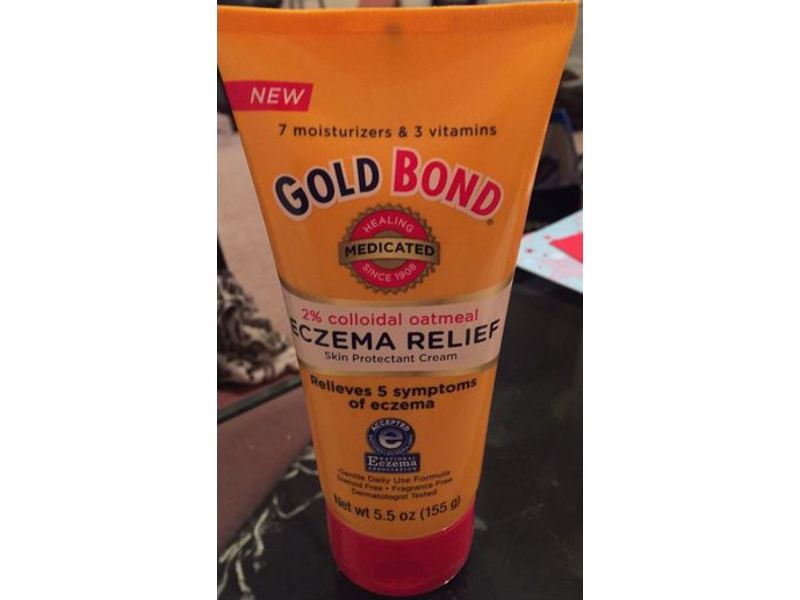 NEW
7 moisturizers & 3 vitamins
GOLD BOND®
HEALING
MEDICATED
SINCE 1908
2% colloidal oatmeal
ECZEMA RELIEF
Skin Protectant Cream
Relieves 5 symptoms
of eczema
ACCEPTED
e
NATIONAL
Eczema
ASSOCIATION
Gentle Daily Use Formula
Steroid Free • Fragrance Free
Dermatologist Tested
Net wt 5.5 oz (155 g)